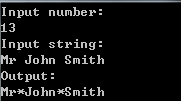 Input number:
13
Input string:
Mr John Smith
Output:
Mr*John*Smith